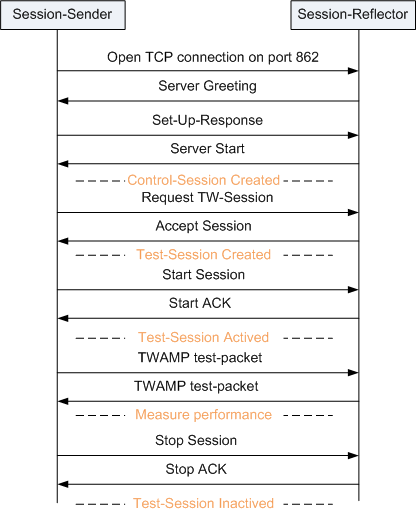 Session-Sender
Session-Reflector
Open TCP connection on port 862
Server Greeting
Set-Up-Response
Server Start
Control-Session Created
Request TW-Session
Accept Session
Test-Session Created
Start Session
Start ACK
Test-Session Actived
TWAMP test-packet
TWAMP test-packet
Measure performance
Stop Session
Stop ACK
Test-Session Inactived